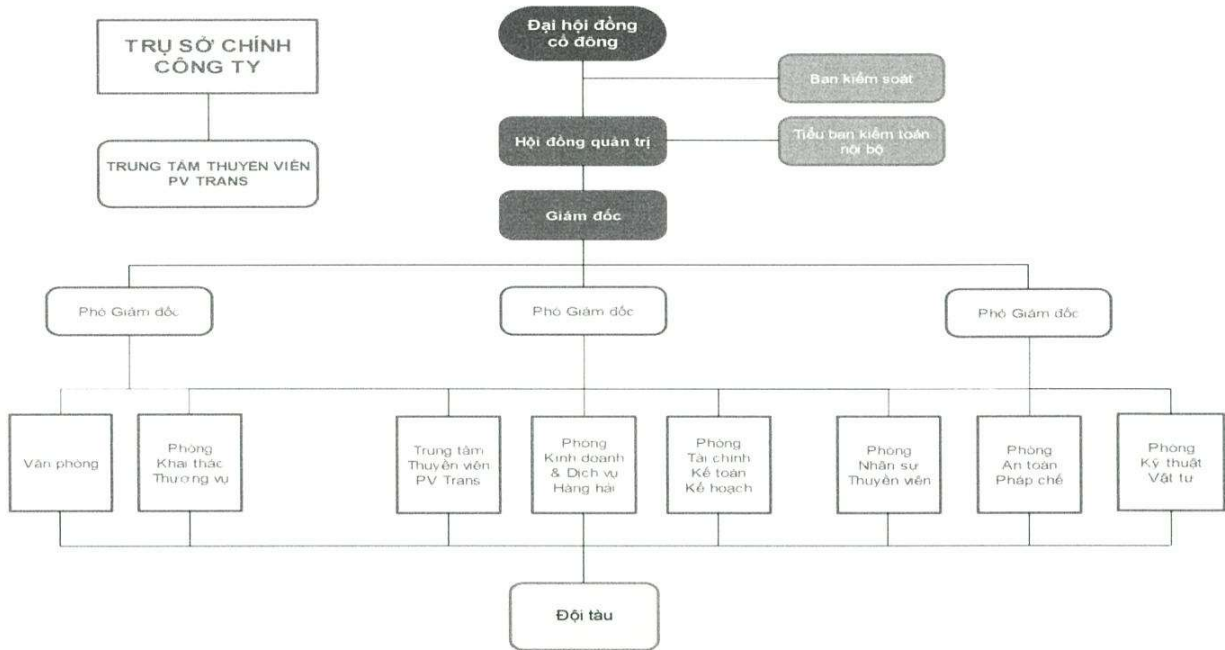 TRỤ SỞ CHÍNH
CÔNG TY
TRUNG TÂM THUYỀN VIÊN
PV TRANS
Đại hội đồng
cổ đông
Ban kiểm soát
Hội đồng quản trị
Tiểu ban kiểm toán
nội bộ
Giám đốc
Phó Giám đốc
Phó Giám đốc
Phó Giám đốc
Văn phòng
Phòng
Khai thác
Thương vụ
Trung tâm
Thuyền viên
PV Trans
Phòng
Kinh doanh
& Dịch vụ
Hàng hải
Phòng
Tài chính
Kế toán
Kế hoạch
Phòng
Nhân sự
Thuyền viên
Phòng
An toàn
Pháp chế
Phòng
Kỹ thuật
Vật tư
Đội tàu